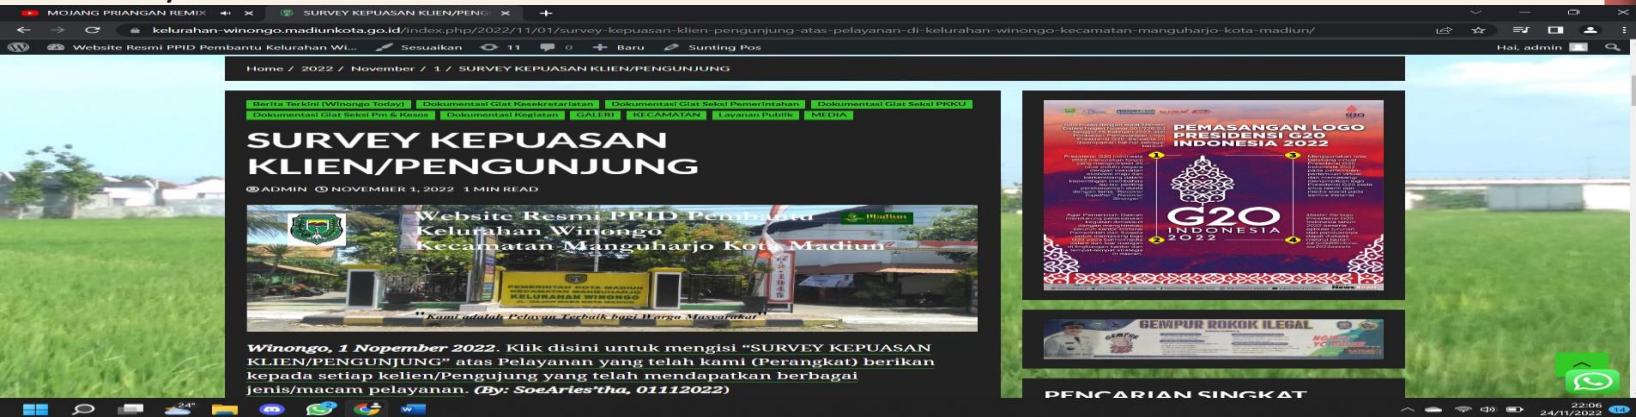 MOJANG PRIANGAN REMIX
SURVEY KEPUASAN KLIEN/PENG
kelurahan-winongo.madiunkota.go.id/index.php/2022/11/01/survey-kepuasan-klien-pengunjung-atas-pelayanan-di-kelurahan-winongo-kecamatan-manguharjo-kota-madiun/
Website Resmi PPID Pembantu Kelurahan Wi... Sesuaikan 11 0 Baru Sunting Pos Hai, admin
Home / 2022 / November / 1 / SURVEY KEPUASAN KLIEN/PENGUNJUNG
Berita Terkini (Winongo Today) Dokumentasi Giat Kesekretariatan Dokumentasi Giat Seksi Pemerintahan Dokumentasi Giat Seksi PKKU
Dokumentasi Giat Seksi Pm & Kesos Dokumentasi Kegiatan GALERI KECAMATAN Layanan Publik MEDIA
SURVEY KEPUASAN
KLIEN/PENGUNJUNG
ADMIN NOVEMBER 1, 2022 1 MIN READ
Website Resmi PPID Pembantu
Kelurahan Winongo
Kecamatan Manguharjo Kota Madiun
Madiun
PEMERINTAH KOTA MADIUN
KECAMATAN MANGUHARJO
KELURAHAN WINONGO
"Kami adalah Pelayan Terbaik bagi Warga Masyarakat"
Winongo, 1 Nopember 2022. Klik disini untuk mengisi “SURVEY KEPUASAN
KLIEN/PENGUNJUNG” atas Pelayanan yang telah kami (Perangkat) berikan
kepada setiap kelien/Pengujung yang telah mendapatkan berbagai
jenis/macam pelayanan. (By: SoeAries'tha, 01112022)
PEMASANGAN LOGO
PRESIDENSI G20
INDONESIA 2022
1
3
G20
INDONESIA
2022
2
4
GEMPUR ROKOK ILEGAL
PENCARIAN SINGKAT
24°
22:06
24/11/2022
14